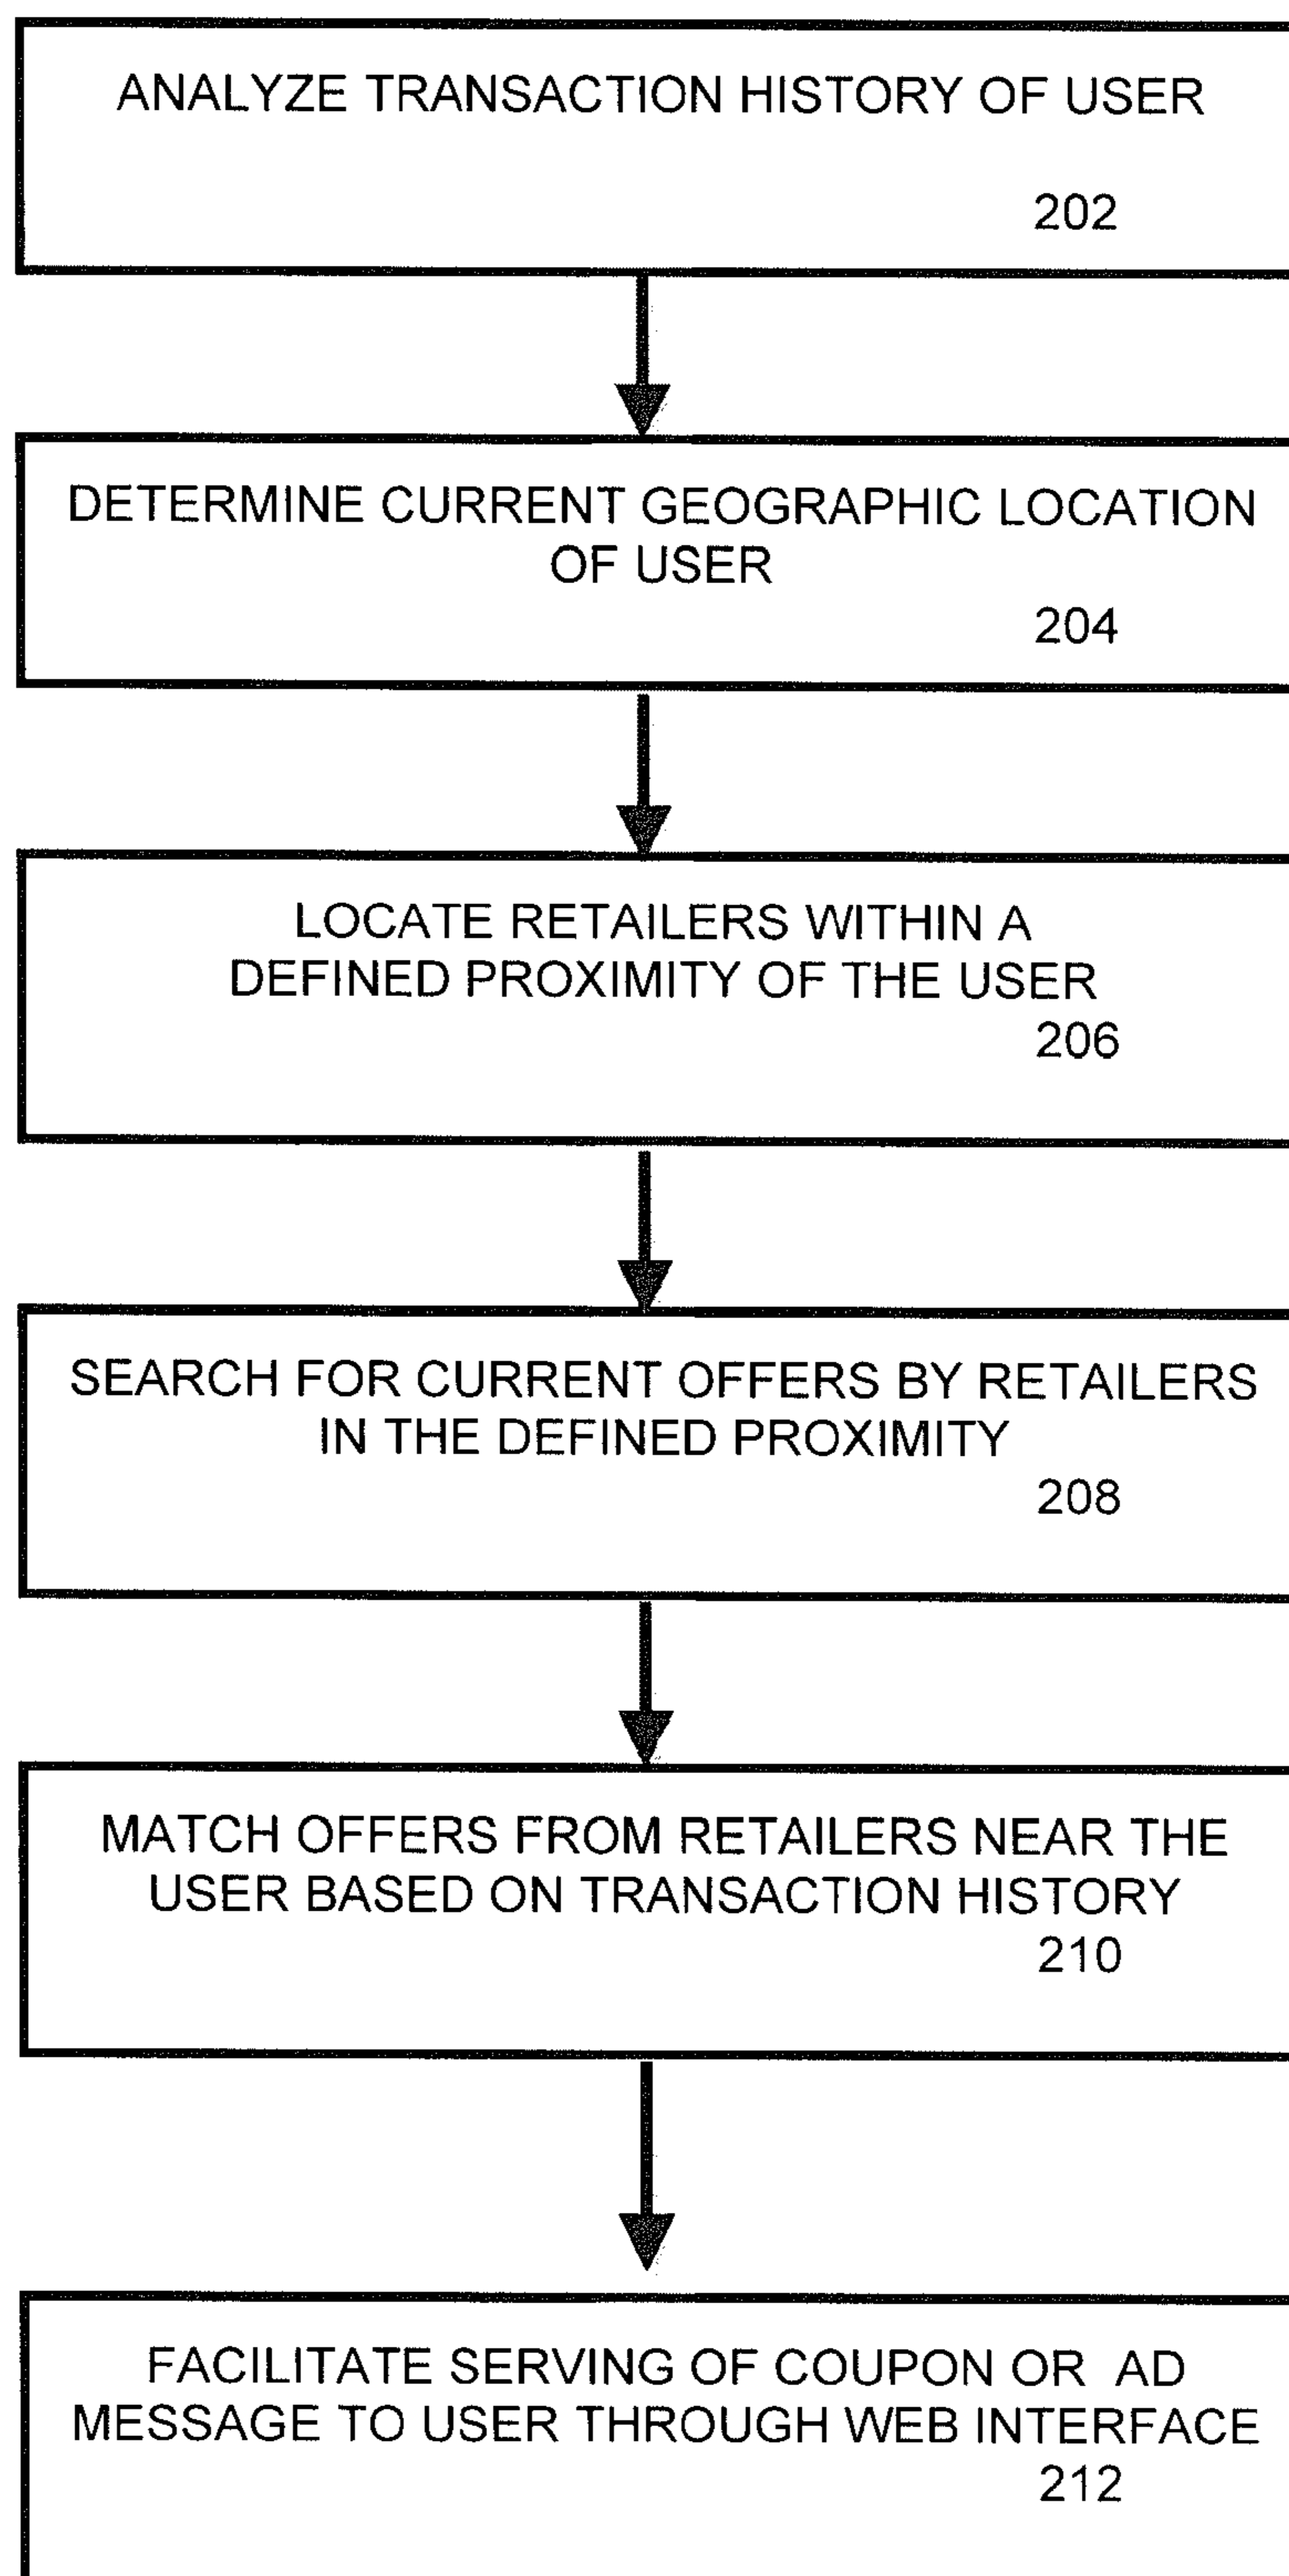 ANALYZE TRANSACTION HISTORY OF USER
202
DETERMINE CURRENT GEOGRAPHIC LOCATION
OF USER
204
LOCATE RETAILERS WITHIN A
DEFINED PROXIMITY OF THE USER
206
SEARCH FOR CURRENT OFFERS BY RETAILERS
IN THE DEFINED PROXIMITY
208
MATCH OFFERS FROM RETAILERS NEAR THE
USER BASED ON TRANSACTION HISTORY
210
FACILITATE SERVING OF COUPON OR AD
MESSAGE TO USER THROUGH WEB INTERFACE
212